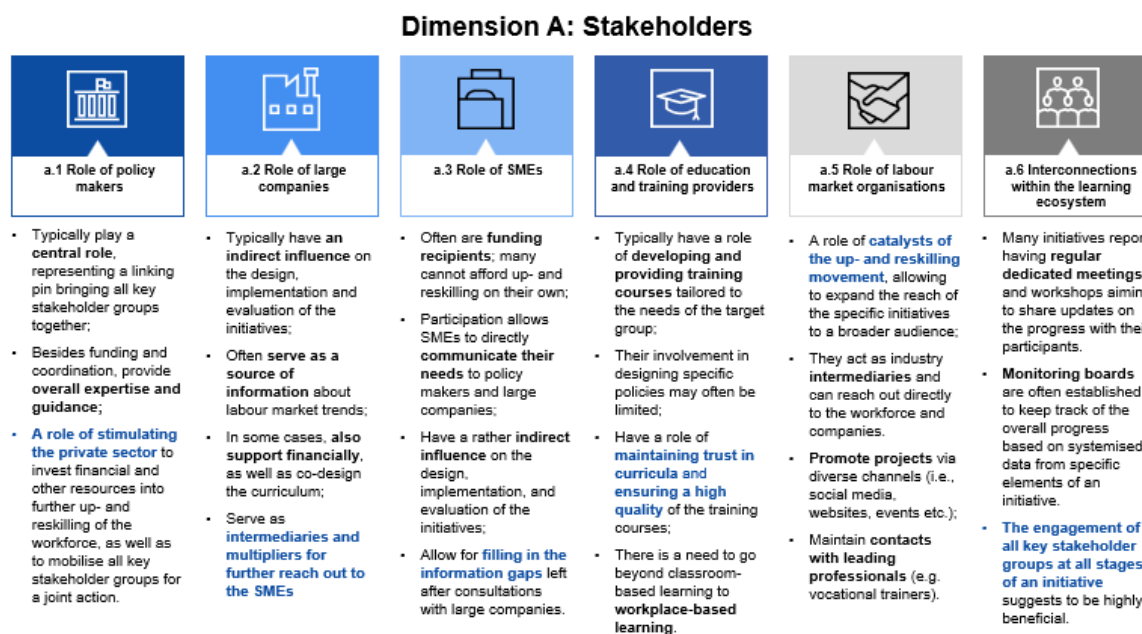 Dimension A: Stakeholders
a.1 Role of policy
makers
• Typically play a
central role,
representing a linking
pin bringing all key
stakeholder groups
together;
• Besides funding and
coordination, provide
overall expertise and
guidance;
• A role of stimulating
the private sector to
invest financial and
other resources into
further up- and
reskilling of the
workforce, as well as
to mobilise all key
stakeholder groups for
a joint action.
a.2 Role of large
companies
• Typically have an
indirect influence on
the design,
implementation and
evaluation of the
initiatives;
• Often serve as a
source of
information about
labour market trends;
• In some cases, also
support financially,
as well as co-design
the curriculum;
• Serve as
intermediaries and
multipliers for
further reach out to
the SMEs
a.3 Role of SMEs
• Often are funding
recipients; many
cannot afford up- and
reskilling on their own;
• Participation allows
SMEs to directly
communicate their
needs to policy
makers and large
companies;
• Have a rather indirect
influence on the
design,
implementation, and
evaluation of the
initiatives;
• Allow for filling in the
information gaps left
after consultations
with large companies.
a.4 Role of education
and training providers
• Typically have a role
of developing and
providing training
courses tailored to
the needs of the target
group;
• Their involvement in
designing specific
policies may often be
limited;
• Have a role of
maintaining trust in
curricula and
ensuring a high
quality of the training
courses;
• There is a need to go
beyond classroom-
based learning to
workplace-based
learning.
a.5 Role of labour
market organisations
• A role of catalysts of
the up- and reskilling
movement, allowing
to expand the reach of
the specific initiatives
to a broader audience;
• They act as industry
intermediaries and
can reach out directly
to the workforce and
companies.
• Promote projects via
diverse channels (i.e.,
social media,
websites, events etc.);
• Maintain contacts
with leading
professionals (e.g.
vocational trainers).
a.6 Interconnections
within the learning
ecosystem
• Many initiatives repor
having regular
dedicated meetings
and workshops aimin
to share updates on
the progress with thei
participants.
• Monitoring boards
are often established
to keep track of the
overall progress
based on systemised
data from specific
elements of an
initiative.
• The engagement of
all key stakeholder
groups at all stages
of an initiative
suggests to be highly
beneficial.